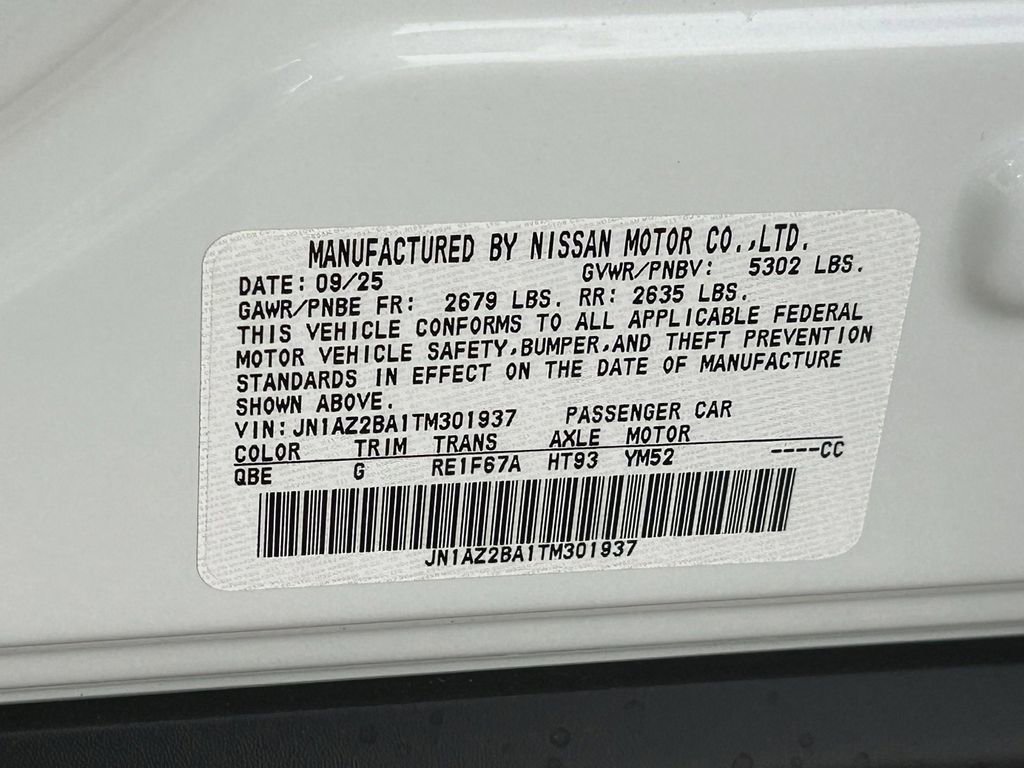 MANUFACTURED BY NISSAN MOTOR CO.,LTD.
DATE: 09/25 GVWR/PNBV: 5302 LBS.
GAWR/PNBE FR: 2679 LBS. RR: 2635 LBS.
THIS VEHICLE CONFORMS TO ALL APPLICABLE FEDERAL
MOTOR VEHICLE SAFETY,BUMPER,AND THEFT PREVENTION
STANDARDS IN EFFECT ON THE DATE OF MANUFACTURE
SHOWN ABOVE.
VIN: JN1AZ2BA1TM301937 PASSENGER CAR
COLOR TRIM TRANS AXLE MOTOR
QBE G RE1F67A HT93 YM52 ----CC
JN1AZ2BA1TM301937